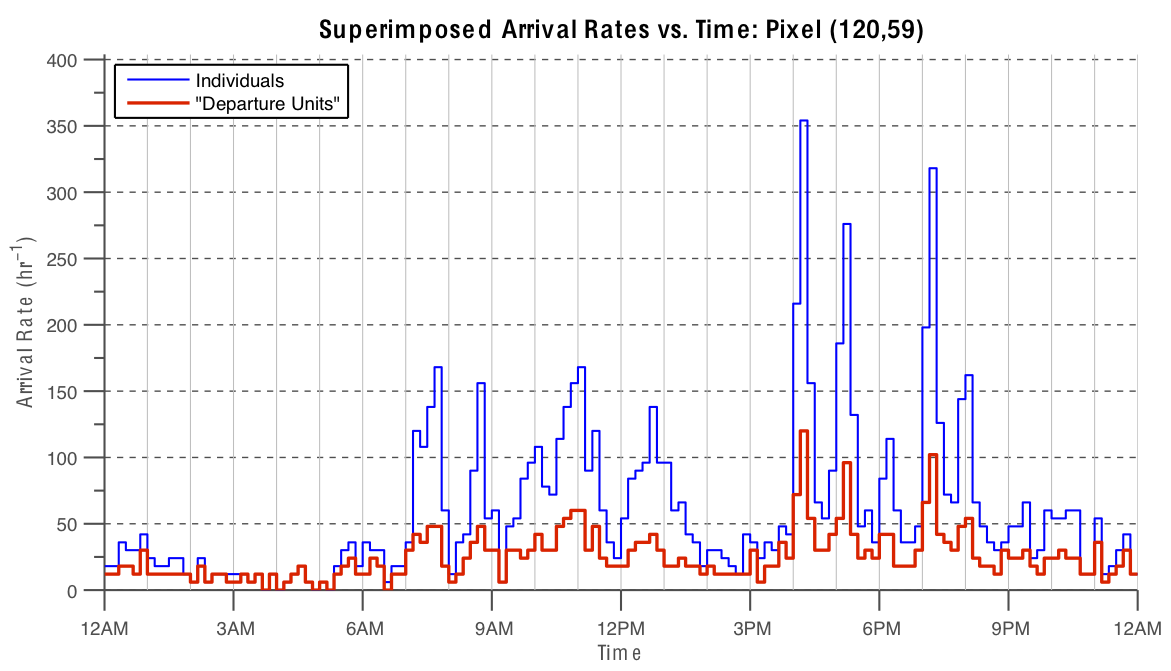 Superimposed Arrival Rates vs. Time: Pixel (120,59)
Individuals
"Departure Units"
Arrival Rate (hr⁻¹)
400
350
300
250
200
150
100
50
0
12AM 3AM 6AM 9AM 12PM 3PM 6PM 9PM 12AM
Time